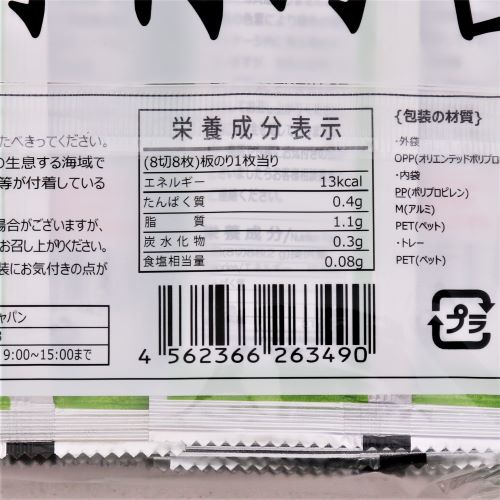 栄養成分表示
(8切8枚)板のり1枚当り
エネルギー 13kcal
たんぱく質 0.4g
脂質 1.1g
炭水化物 0.3g
食塩相当量 0.08g
4 562366 263490
たべきってください。
の生息する海域で
等が付着している
場合がございますが、
お召し上がりください。
装にお気付きの点が
ャパン
3
9:00~15:00まで
{包装の材質}
・外袋
OPP(オリエンテッドポリプロ
・内袋
PP(ポリプロピレン)
M(アルミ)
PET(ペット)
・トレー
PET(ペット)
プラ